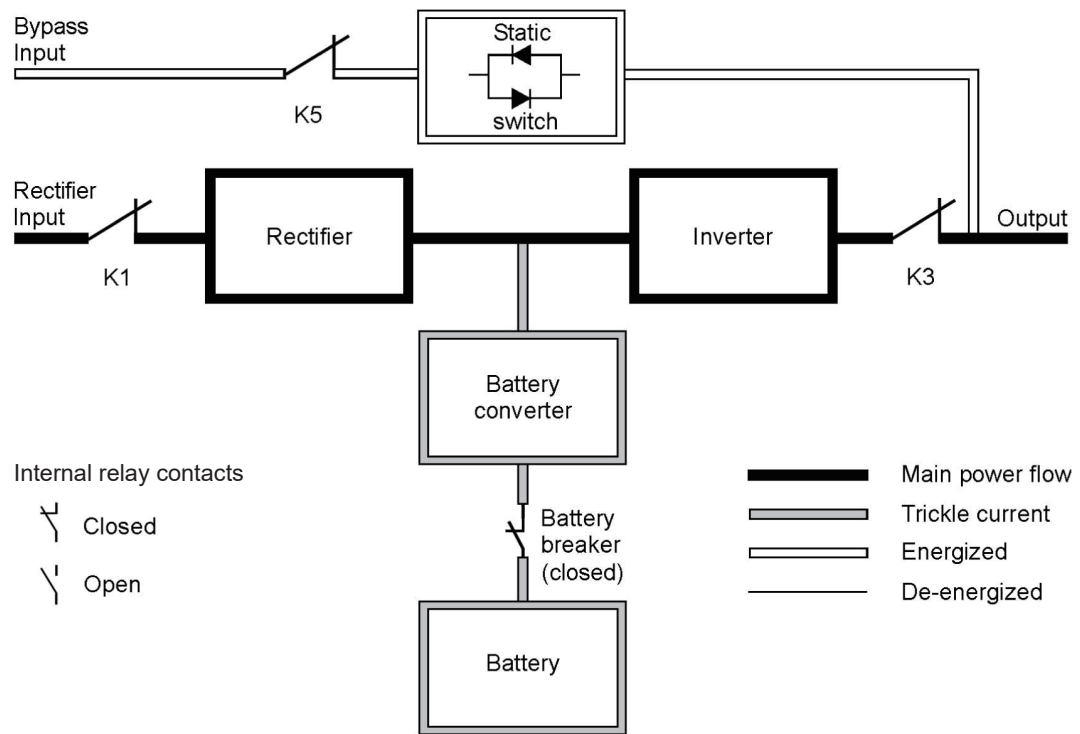 Bypass
Input
Static
switch
K5
Rectifier
Input
Rectifier
Inverter
Output
K1
K3
Battery
converter
Internal relay contacts
Closed
Open
Battery
breaker
(closed)
Battery
Main power flow
Trickle current
Energized
De-energized